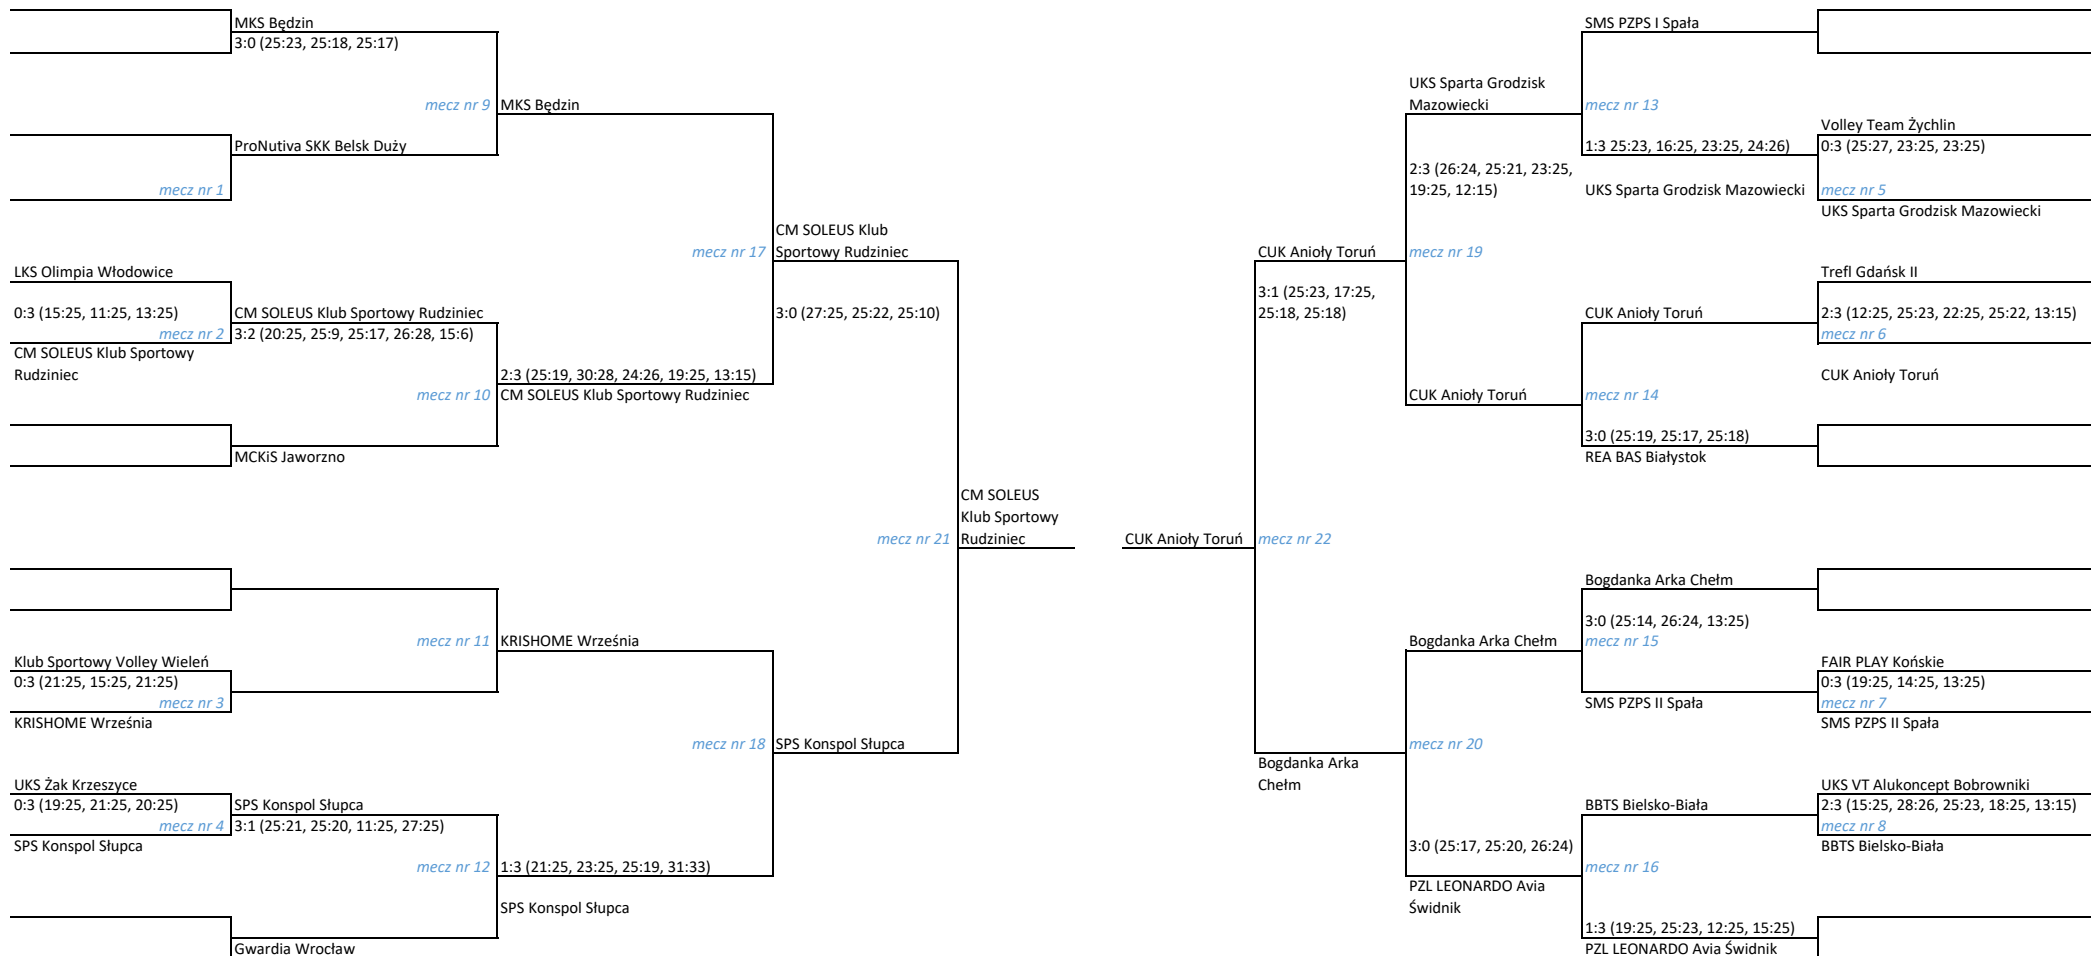 MKS Będzin
3:0 (25:23, 25:18, 25:17)
mecz nr 9
MKS Będzin
ProNutiva SKK Belsk Duży
mecz nr 1
mecz nr 17
CM SOLEUS Klub
Sportowy Rudziniec
LKS Olimpia Włodowice
0:3 (15:25, 11:25, 13:25)
mecz nr 2
CM SOLEUS Klub Sportowy
Rudziniec
CM SOLEUS Klub Sportowy Rudziniec
3:2 (20:25, 25:9, 25:17, 26:28, 15:6)
3:0 (27:25, 25:22, 25:10)
2:3 (25:19, 30:28, 24:26, 19:25, 13:15)
mecz nr 10
CM SOLEUS Klub Sportowy Rudziniec
MCKiS Jaworzno
mecz nr 21
CM SOLEUS
Klub Sportowy
Rudziniec
mecz nr 11
KRISHOME Września
Klub Sportowy Volley Wieleń
0:3 (21:25, 15:25, 21:25)
mecz nr 3
KRISHOME Września
mecz nr 18
SPS Konspol Słupca
UKS Żak Krzeszyce
0:3 (19:25, 21:25, 20:25)
mecz nr 4
SPS Konspol Słupca
SPS Konspol Słupca
3:1 (25:21, 25:20, 11:25, 27:25)
mecz nr 12
1:3 (21:25, 23:25, 25:19, 31:33)
SPS Konspol Słupca
Gwardia Wrocław
SMS PZPS I Spała
UKS Sparta Grodzisk
Mazowiecki
mecz nr 13
1:3 25:23, 16:25, 23:25, 24:26)
Volley Team Żychlin
0:3 (25:27, 23:25, 23:25)
2:3 (26:24, 25:21, 23:25,
19:25, 12:15)
UKS Sparta Grodzisk Mazowiecki
mecz nr 5
UKS Sparta Grodzisk Mazowiecki
CUK Anioły Toruń
mecz nr 19
3:1 (25:23, 17:25,
25:18, 25:18)
Trefl Gdańsk II
CUK Anioły Toruń
2:3 (12:25, 25:23, 22:25, 25:22, 13:15)
mecz nr 6
CUK Anioły Toruń
CUK Anioły Toruń
mecz nr 14
3:0 (25:19, 25:17, 25:18)
REA BAS Białystok
CUK Anioły Toruń
mecz nr 22
Bogdanka Arka Chełm
3:0 (25:14, 26:24, 13:25)
Bogdanka Arka Chełm
mecz nr 15
FAIR PLAY Końskie
0:3 (19:25, 14:25, 13:25)
SMS PZPS II Spała
mecz nr 7
SMS PZPS II Spała
mecz nr 20
Bogdanka Arka
Chełm
UKS VT Alukoncept Bobrowniki
BBTS Bielsko-Biała
2:3 (15:25, 28:26, 25:23, 18:25, 13:15)
mecz nr 8
BBTS Bielsko-Biała
3:0 (25:17, 25:20, 26:24)
mecz nr 16
PZL LEONARDO Avia
Świdnik
1:3 (19:25, 25:23, 12:25, 15:25)
PZL LEONARDO Avia Świdnik